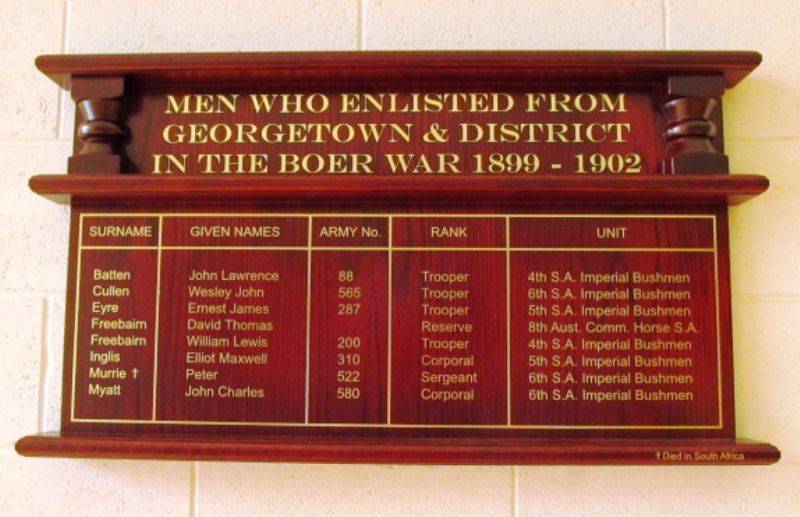 MEN WHO ENLISTED FROM
GEORGETOWN & DISTRICT
IN THE BOER WAR 1899 - 1902
SURNAME GIVEN NAMES ARMY No. RANK UNIT
Batten John Lawrence 88 Trooper 4th S.A. Imperial Bushmen
Cullen Wesley John 565 Trooper 6th S.A. Imperial Bushmen
Eyre Ernest James 287 Trooper 5th S.A. Imperial Bushmen
Freebairn David Thomas Reserve 8th Aust. Comm. Horse S.A.
Freebairn William Lewis 200 Trooper 4th S.A. Imperial Bushmen
Inglis Elliot Maxwell 310 Corporal 5th S.A. Imperial Bushmen
Murrie † Peter 522 Sergeant 6th S.A. Imperial Bushmen
Myatt John Charles 580 Corporal 6th S.A. Imperial Bushmen
† Died in South Africa